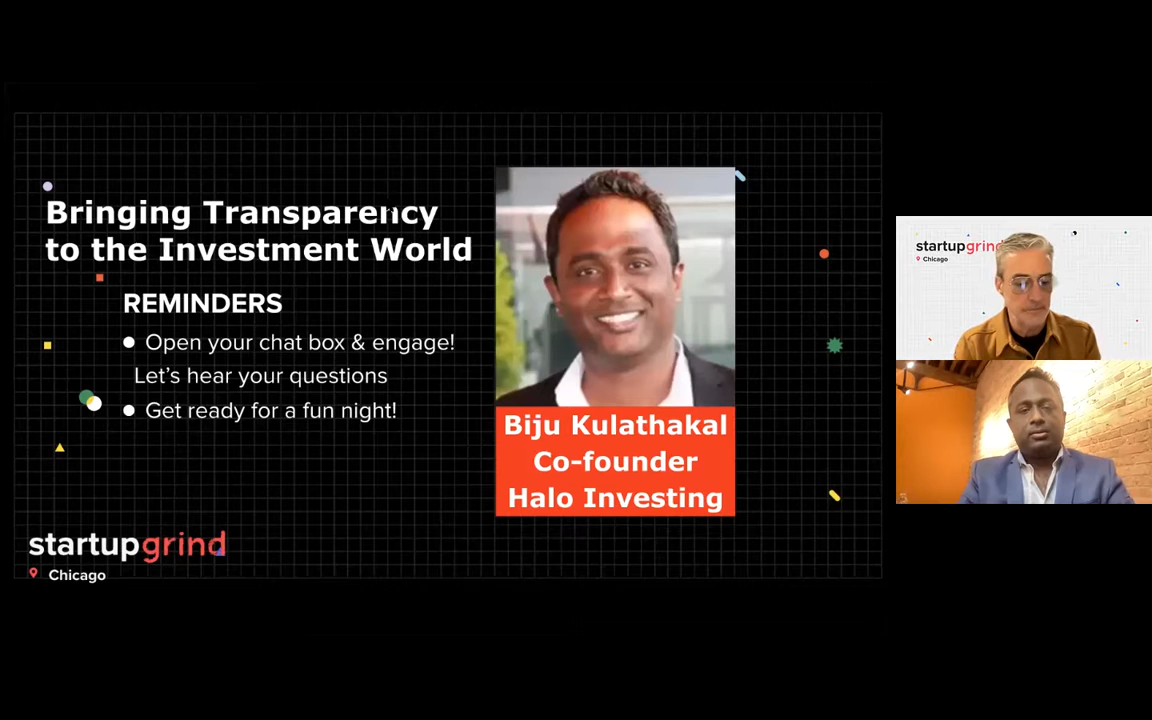 Bringing Transparency
to the Investment World
REMINDERS
Open your chat box & engage!
Let's hear your questions
Get ready for a fun night!
Biju Kulathakal
Co-founder
Halo Investing
startupgrind
Chicago
startupgrind
Chicago